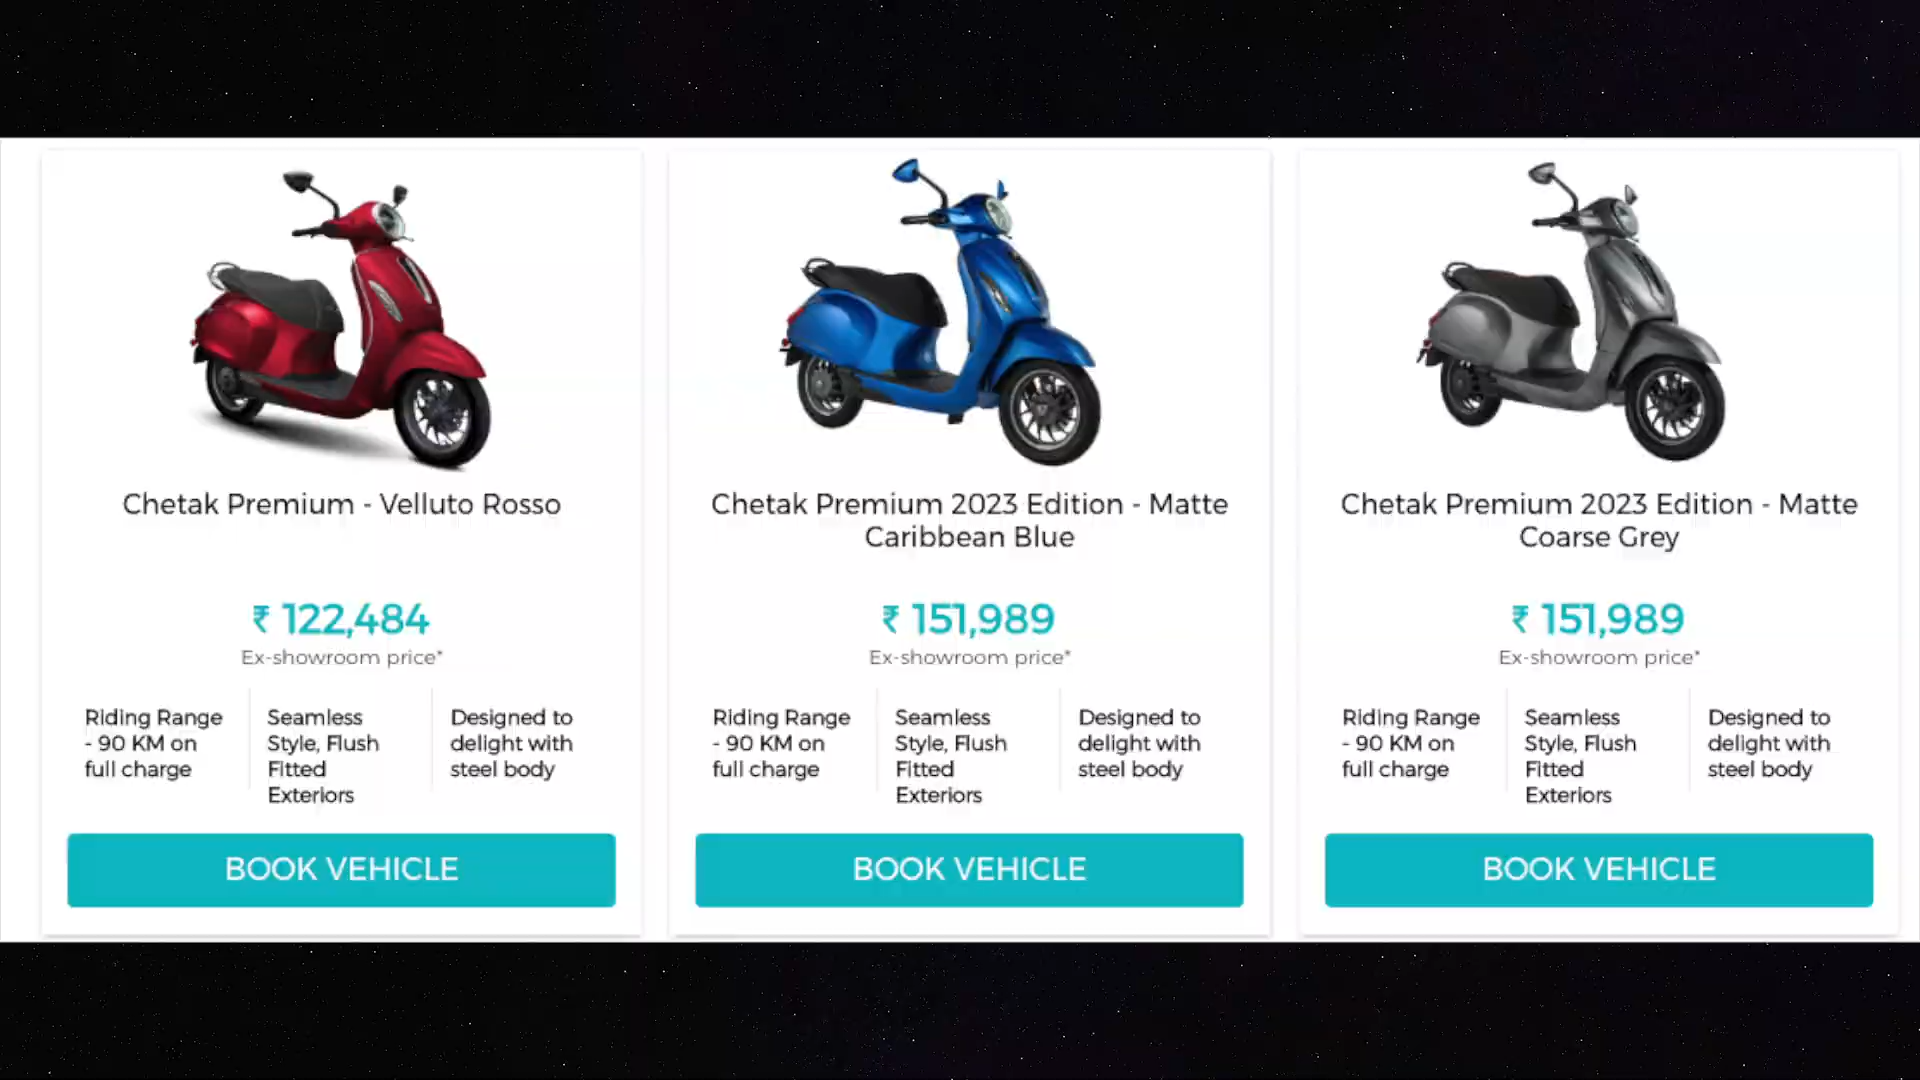 Chetak Premium - Velluto Rosso
₹ 122,484
Ex-showroom price*
Riding Range
- 90 KM on
full charge
Seamless
Style, Flush
Fitted
Exteriors
Designed to
delight with
steel body
BOOK VEHICLE
Chetak Premium 2023 Edition - Matte
Caribbean Blue
₹ 151,989
Ex-showroom price*
Riding Range
- 90 KM on
full charge
Seamless
Style, Flush
Fitted
Exteriors
Designed to
delight with
steel body
BOOK VEHICLE
Chetak Premium 2023 Edition - Matte
Coarse Grey
₹ 151,989
Ex-showroom price*
Riding Range
- 90 KM on
full charge
Seamless
Style, Flush
Fitted
Exteriors
Designed to
delight with
steel body
BOOK VEHICLE